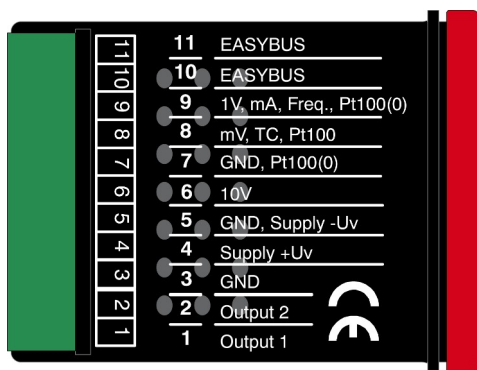 11 EASYBUS
10 EASYBUS
9 1V, mA, Freq., Pt100(0)
8 mV, TC, Pt100
7 GND, Pt100(0)
6 10V
5 GND, Supply -Uv
4 Supply +Uv
3 GND
2 Output 2
1 Output 1
11
10
9
8
7
6
5
4
3
2
1
CE